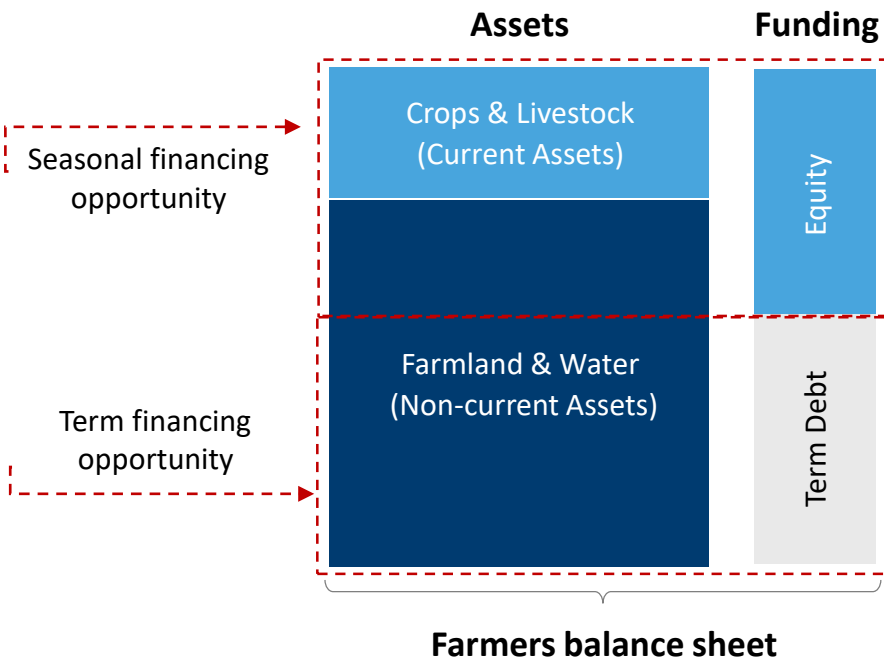 Assets
Funding
Crops & Livestock
(Current Assets)
Seasonal financing
opportunity
Equity
Farmland & Water
(Non-current Assets)
Term financing
opportunity
Term Debt
Farmers balance sheet